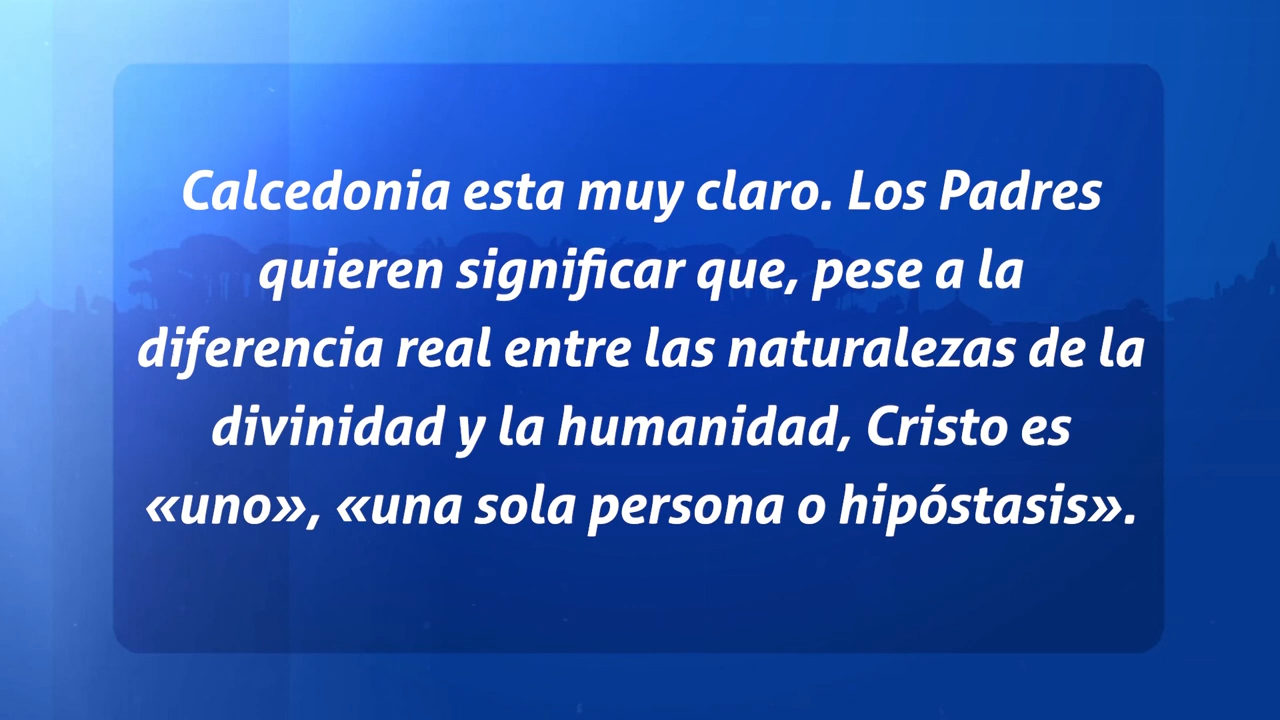 Calcedonia esta muy claro. Los Padres
quieren significar que, pese a la
diferencia real entre las naturalezas de la
divinidad y la humanidad, Cristo es
«uno», «una sola persona o hipóstasis».